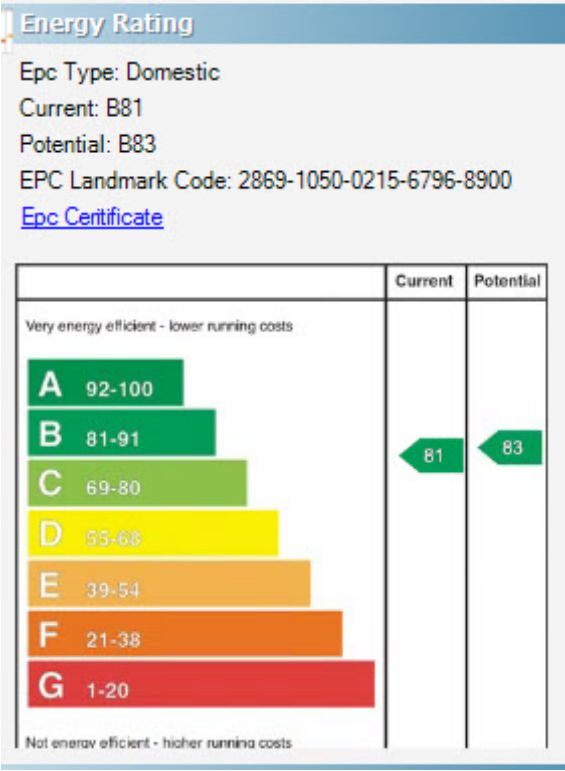 Energy Rating
Epc Type: Domestic
Current: B81
Potential: B83
EPC Landmark Code: 2869-1050-0215-6796-8900
Epc Ceritificate
Current Potential
Very energy efficient - lower running costs
A 92-100
B 81-91
81 83
C 69-80
D 55-68
E 39-54
F 21-38
G 1-20
Not energy efficient - higher running costs